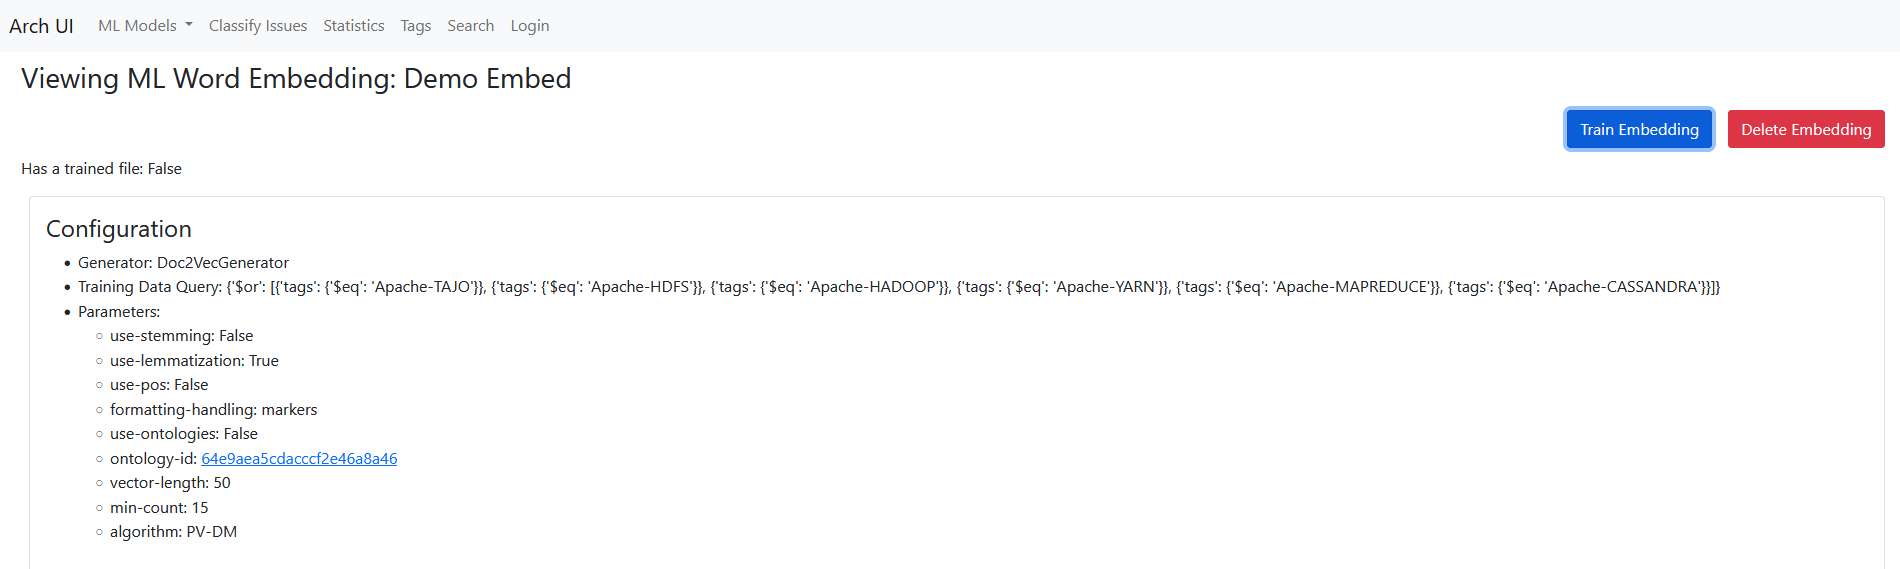 Arch UI ML Models Classify Issues Statistics Tags Search Login
Viewing ML Word Embedding: Demo Embed
Train Embedding Delete Embedding
Has a trained file: False
Configuration
• Generator: Doc2VecGenerator
• Training Data Query: {'$or': [{'tags': {'$eq': 'Apache-TAJO'}}, {'tags': {'$eq': 'Apache-HDFS'}}, {'tags': {'$eq': 'Apache-HADOOP'}}, {'tags': {'$eq': 'Apache-YARN'}}, {'tags': {'$eq': 'Apache-MAPREDUCE'}}, {'tags': {'$eq': 'Apache-CASSANDRA'}}]}
• Parameters:
○ use-stemming: False
○ use-lemmatization: True
○ use-pos: False
○ formatting-handling: markers
○ use-ontologies: False
○ ontology-id: 64e9aea5cdacccf2e46a8a46
○ vector-length: 50
○ min-count: 15
○ algorithm: PV-DM